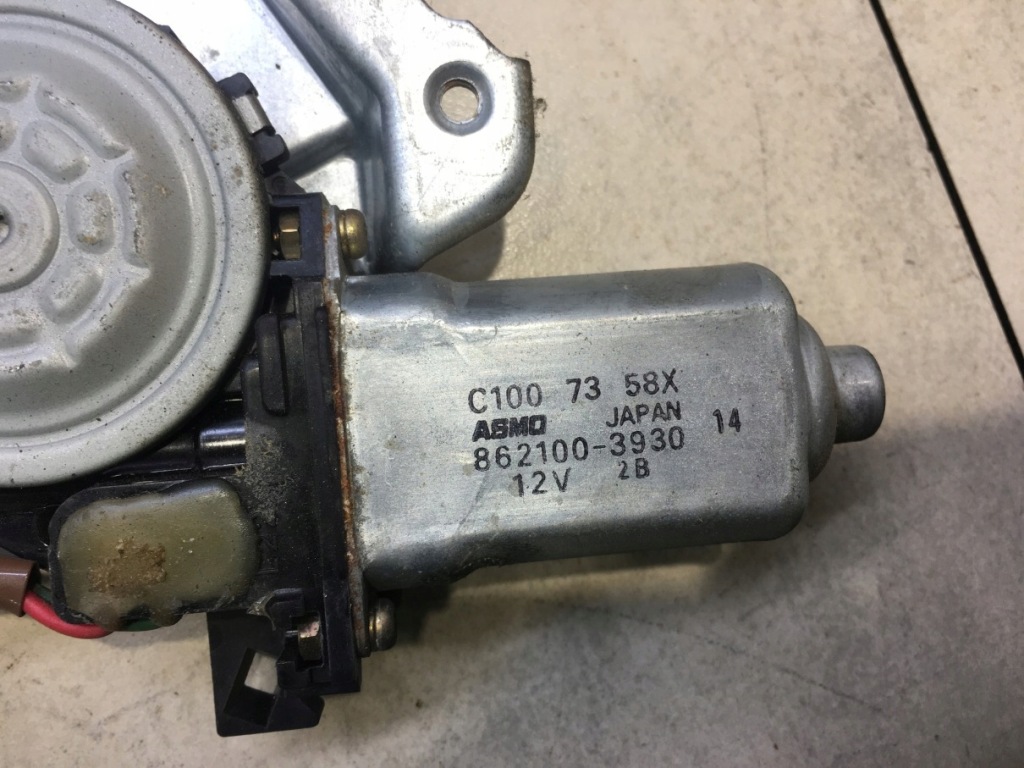 C100 73 58X
ASMO JAPAN 14
862100-3930
12V 2B